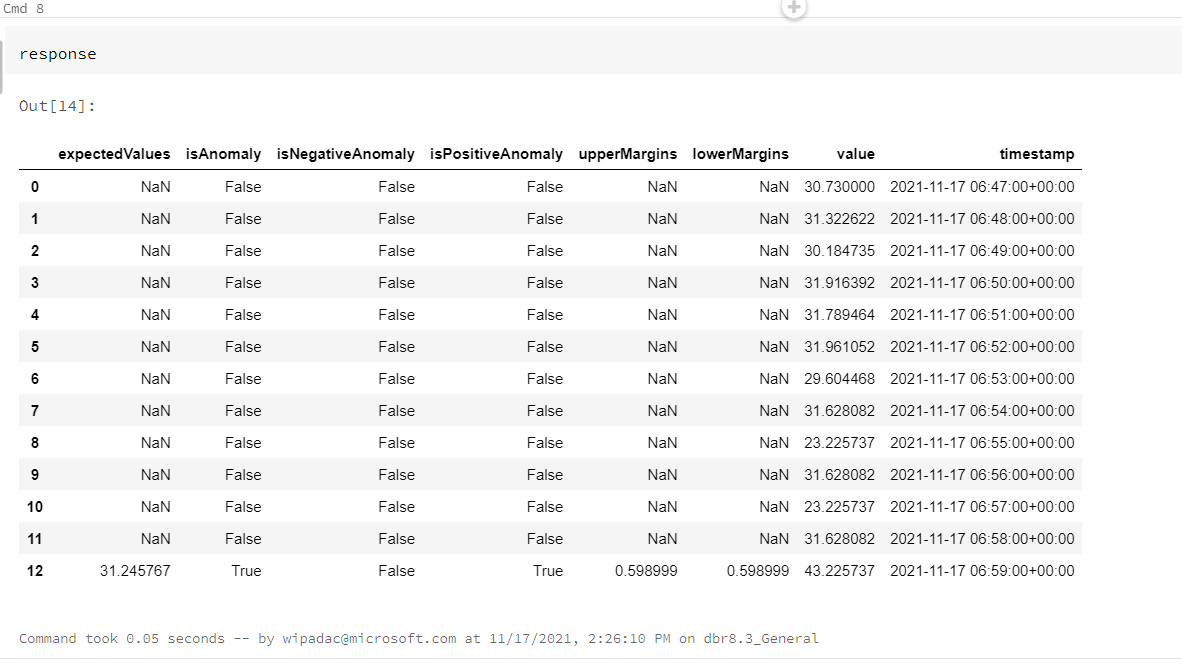 Cmd 8
response
Out[14]:
expectedValues isAnomaly isNegativeAnomaly isPositiveAnomaly upperMargins lowerMargins value timestamp
0 NaN False False False NaN NaN 30.730000 2021-11-17 06:47:00+00:00
1 NaN False False False NaN NaN 31.322622 2021-11-17 06:48:00+00:00
2 NaN False False False NaN NaN 30.184735 2021-11-17 06:49:00+00:00
3 NaN False False False NaN NaN 31.916392 2021-11-17 06:50:00+00:00
4 NaN False False False NaN NaN 31.789464 2021-11-17 06:51:00+00:00
5 NaN False False False NaN NaN 31.961052 2021-11-17 06:52:00+00:00
6 NaN False False False NaN NaN 29.604468 2021-11-17 06:53:00+00:00
7 NaN False False False NaN NaN 31.628082 2021-11-17 06:54:00+00:00
8 NaN False False False NaN NaN 23.225737 2021-11-17 06:55:00+00:00
9 NaN False False False NaN NaN 31.628082 2021-11-17 06:56:00+00:00
10 NaN False False False NaN NaN 23.225737 2021-11-17 06:57:00+00:00
11 NaN False False False NaN NaN 31.628082 2021-11-17 06:58:00+00:00
12 31.245767 True False True 0.598999 0.598999 43.225737 2021-11-17 06:59:00+00:00
Command took 0.05 seconds -- by wipadac@microsoft.com at 11/17/2021, 2:26:10 PM on dbr8.3_General